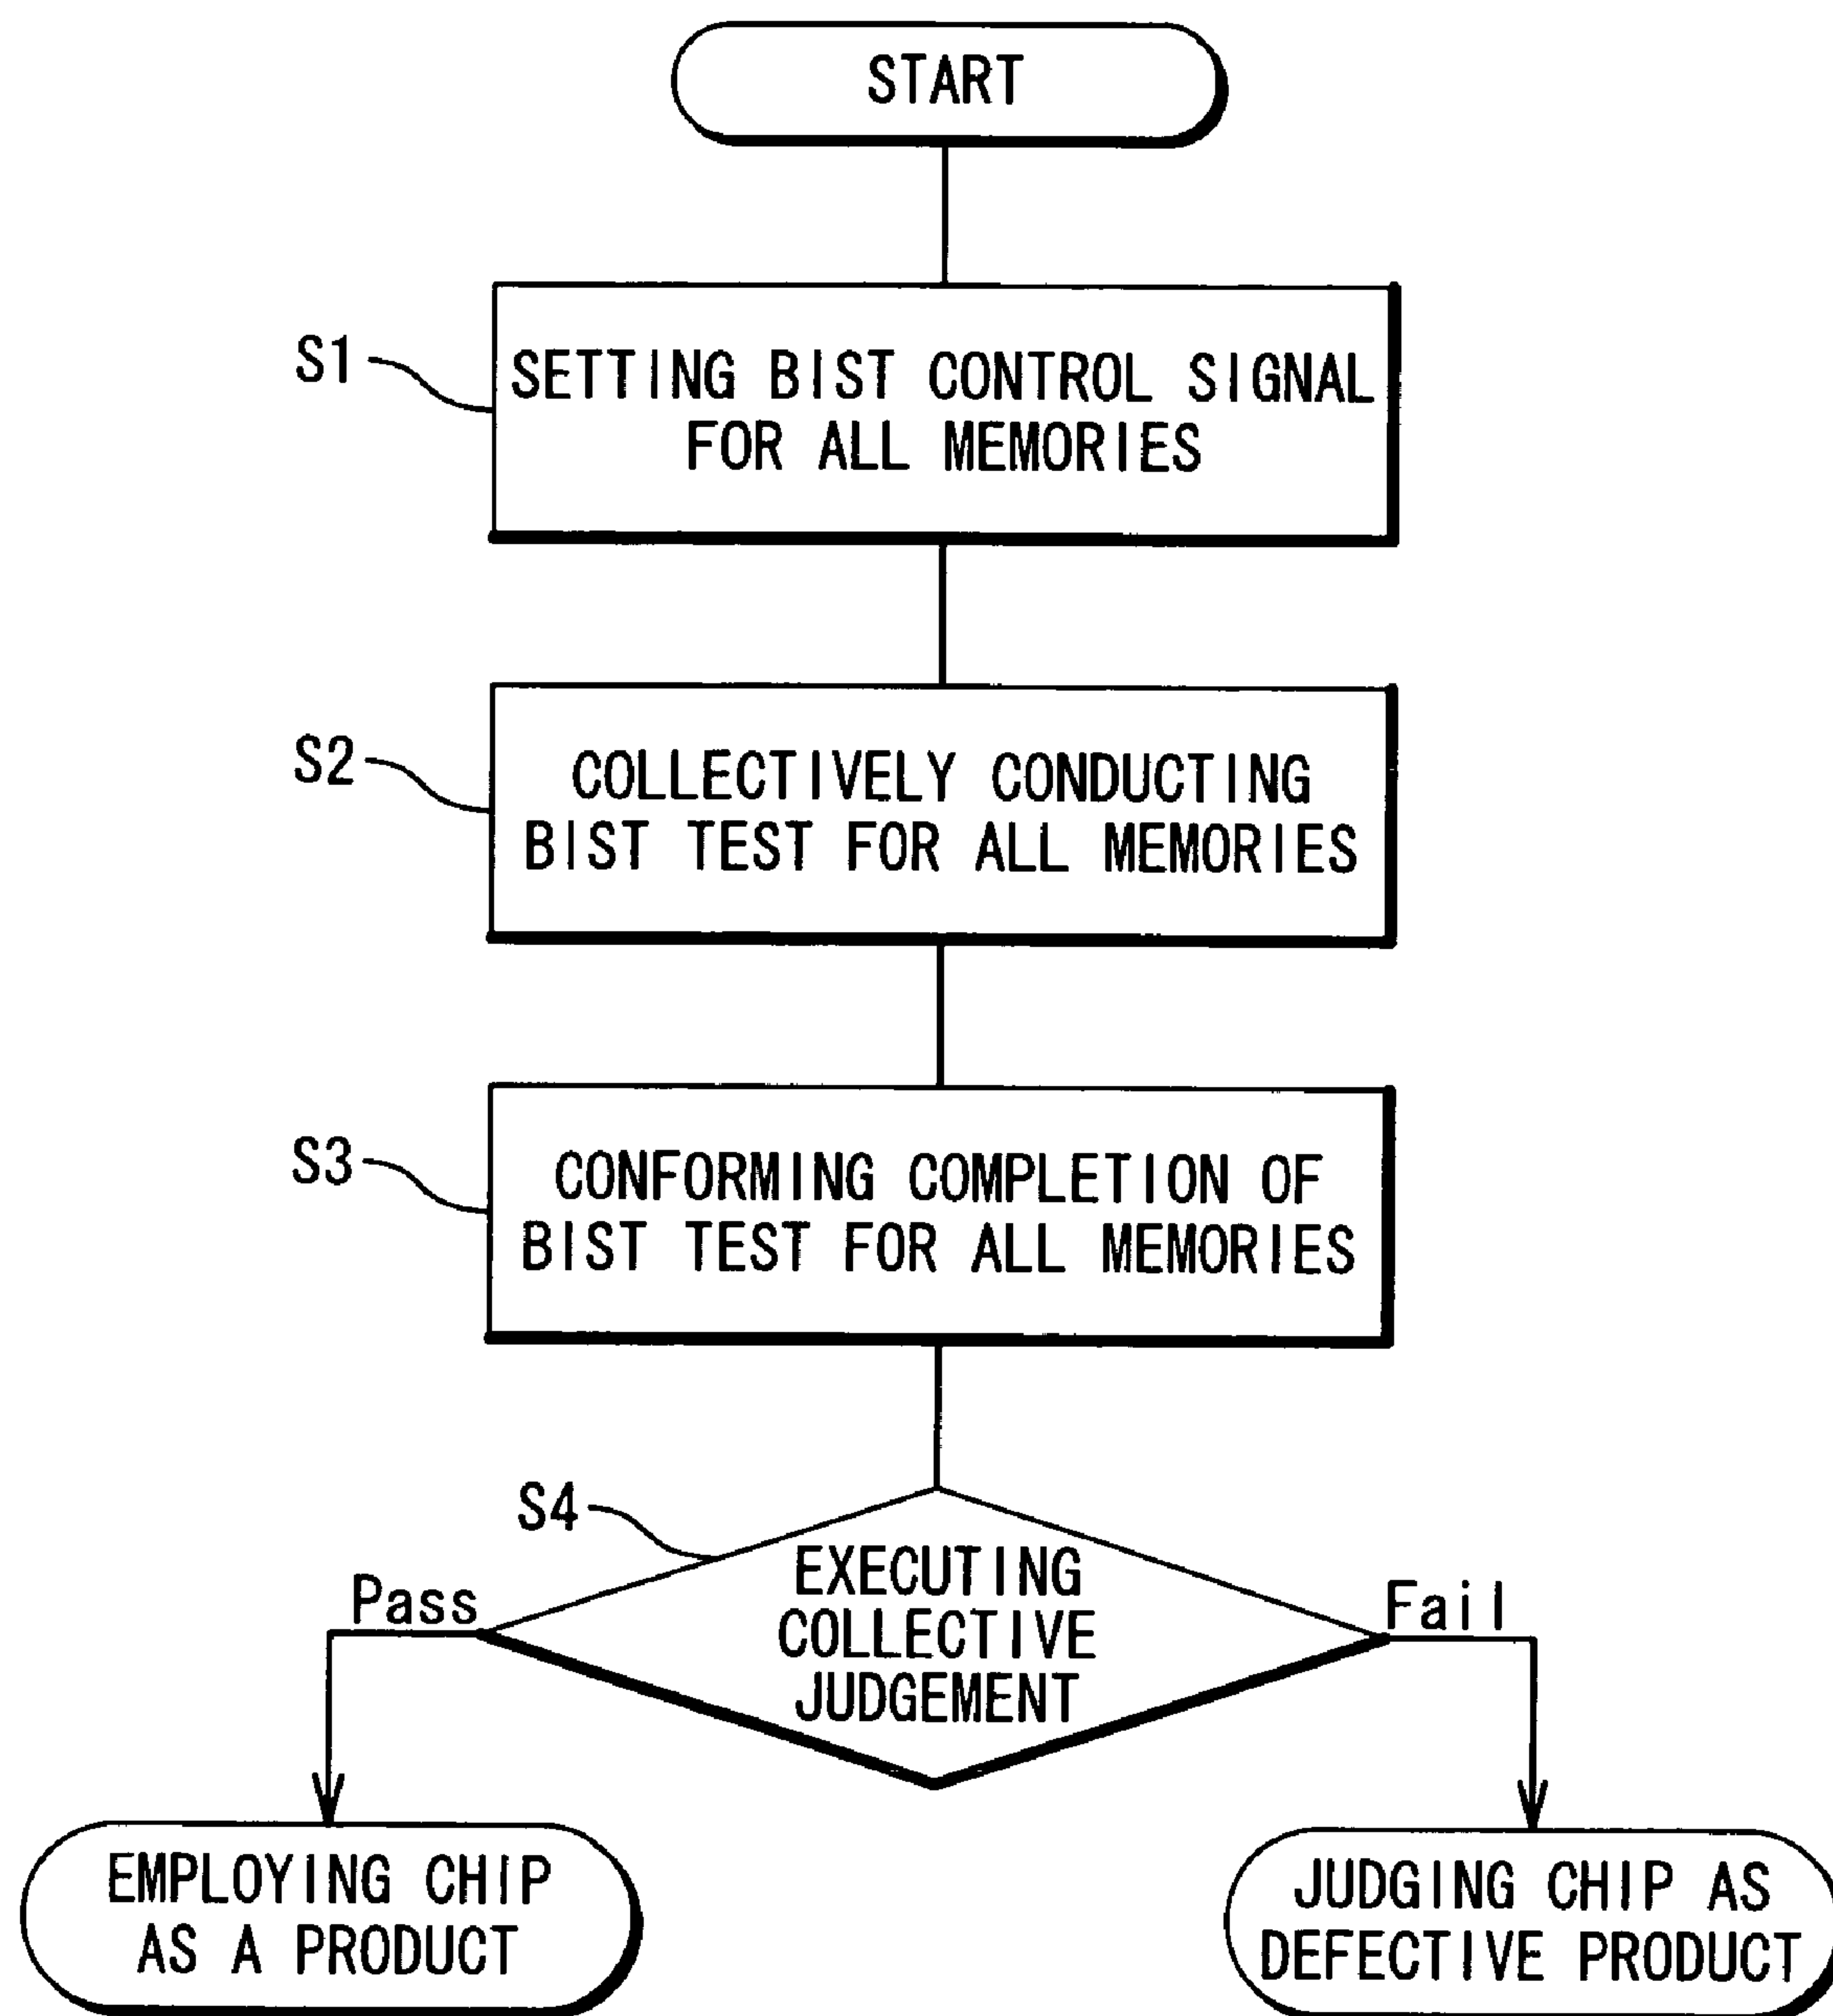 START
S1
SETTING BIST CONTROL SIGNAL
FOR ALL MEMORIES
S2
COLLECTIVELY CONDUCTING
BIST TEST FOR ALL MEMORIES
S3
CONFORMING COMPLETION OF
BIST TEST FOR ALL MEMORIES
S4
EXECUTING
COLLECTIVE
JUDGEMENT
Pass
Fail
EMPLOYING CHIP
AS A PRODUCT
JUDGING CHIP AS
DEFECTIVE PRODUCT